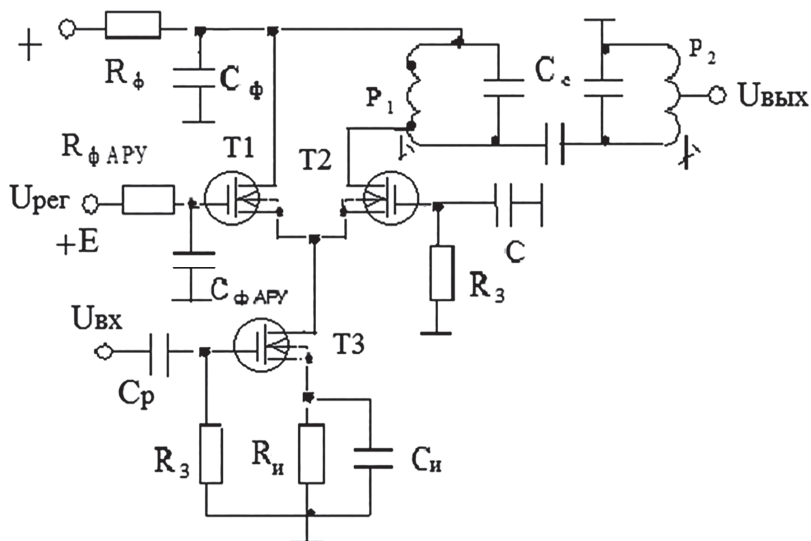 +
Rф
Cф
P1
Cс
P2
Uвых
Rф АРУ
T1
T2
Uрег
+E
Cф АРУ
C
RЗ
Uвх
Cр
T3
RЗ
Rи
Cи